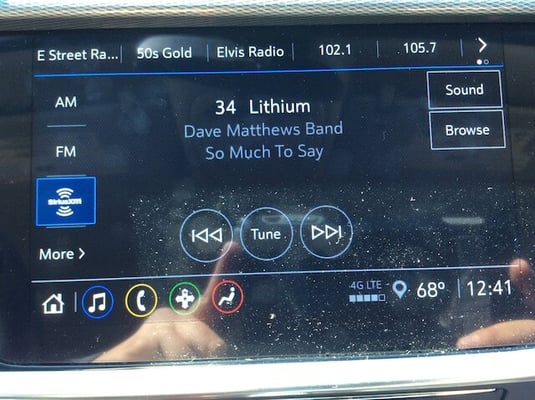 E Street Ra... 50s Gold Elvis Radio 102.1 105.7
AM
FM
SiriusXM
More
34 Lithium
Dave Matthews Band
So Much To Say
Sound
Browse
Tune
4G LTE
68° 12:41